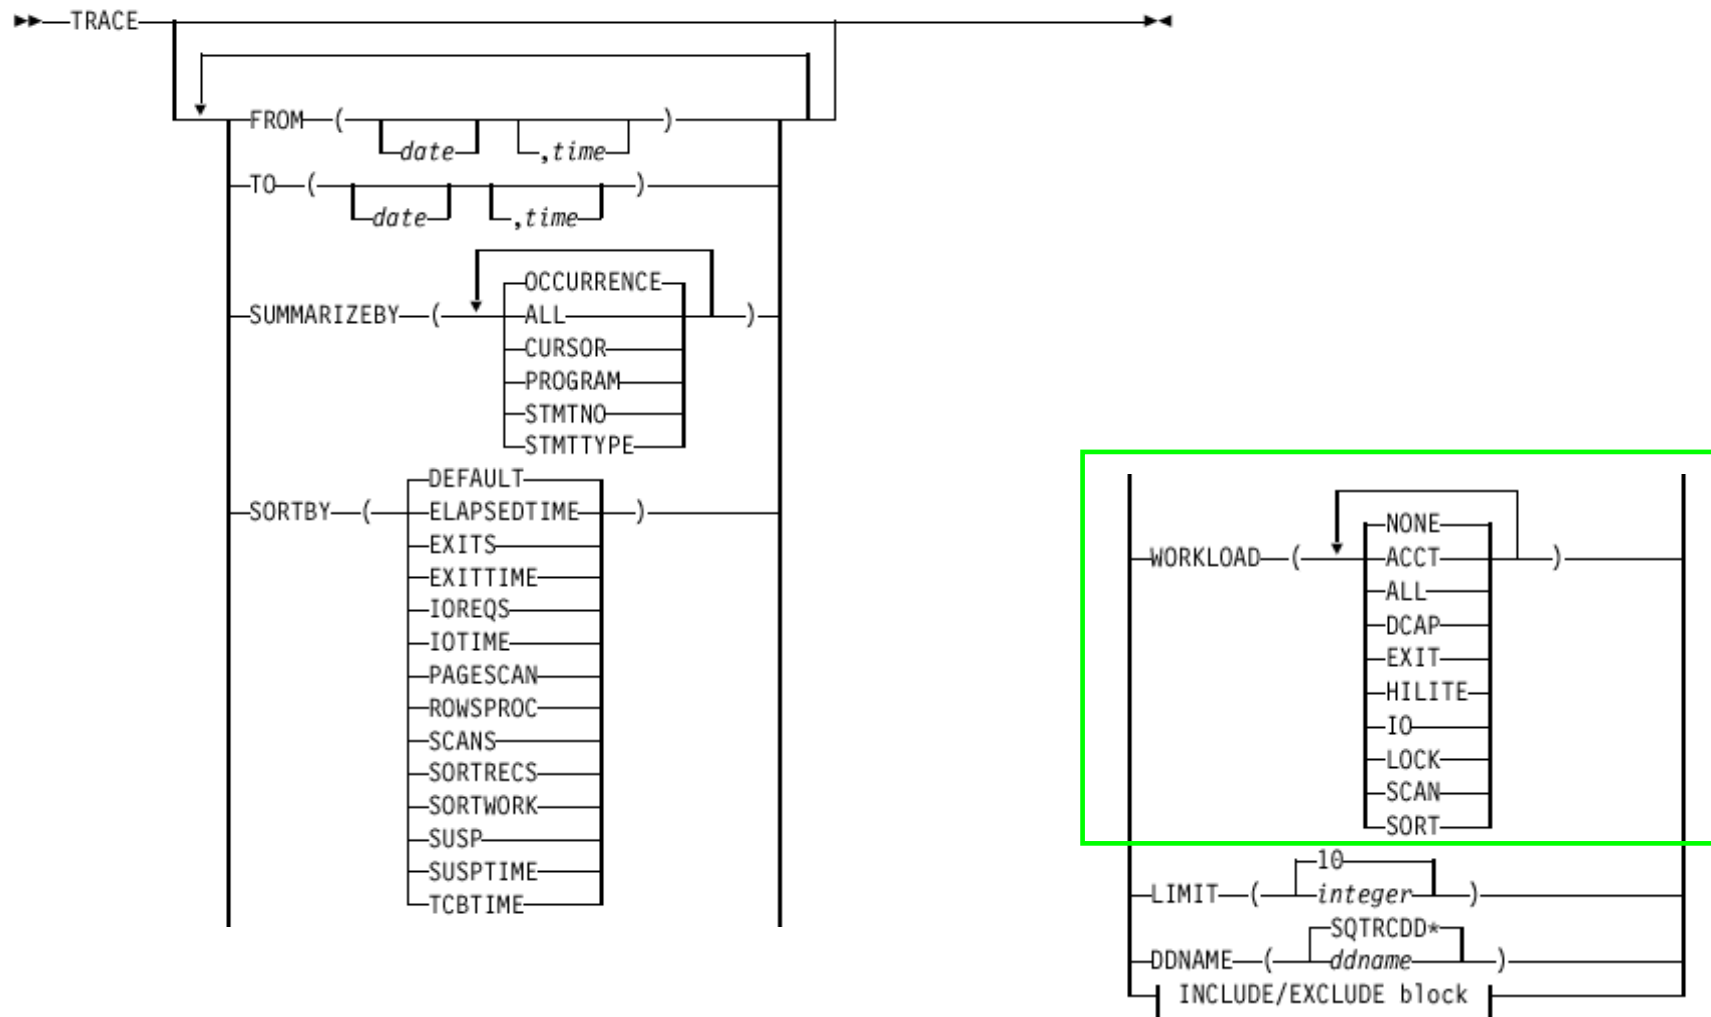 TRACE
FROM ( date ,time )
TO ( date ,time )
SUMMARIZEBY ( OCCURRENCE )
ALL
CURSOR
PROGRAM
STMTNO
STMTTYPE
SORTBY ( DEFAULT )
ELAPSEDTIME
EXITS
EXITTIME
IOREQS
IOTIME
PAGESCAN
ROWSPROC
SCANS
SORTRECS
SORTWORK
SUSP
SUSPTIME
TCBTIME
WORKLOAD ( NONE )
ACCT
ALL
DCAP
EXIT
HILITE
IO
LOCK
SCAN
SORT
10
LIMIT ( integer )
SQTRCDD*
DDNAME ( ddname )
INCLUDE/EXCLUDE block